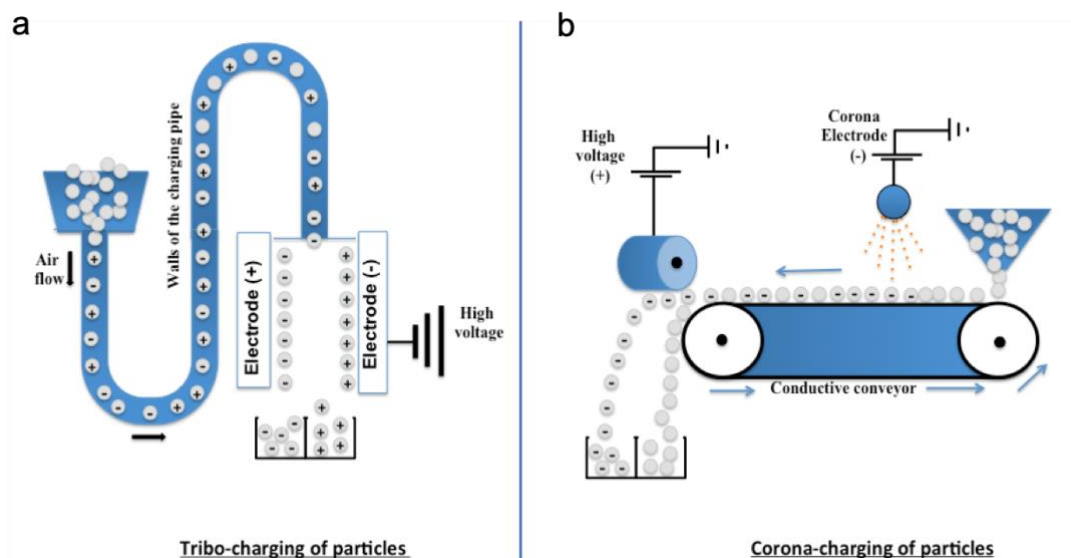 a
Walls of the charging pipe
Air
flow
Electrode (+)
Electrode (-)
High
voltage
Tribo-charging of particles
b
High
voltage
(+)
Corona
Electrode
(-)
Conductive conveyor
Corona-charging of particles